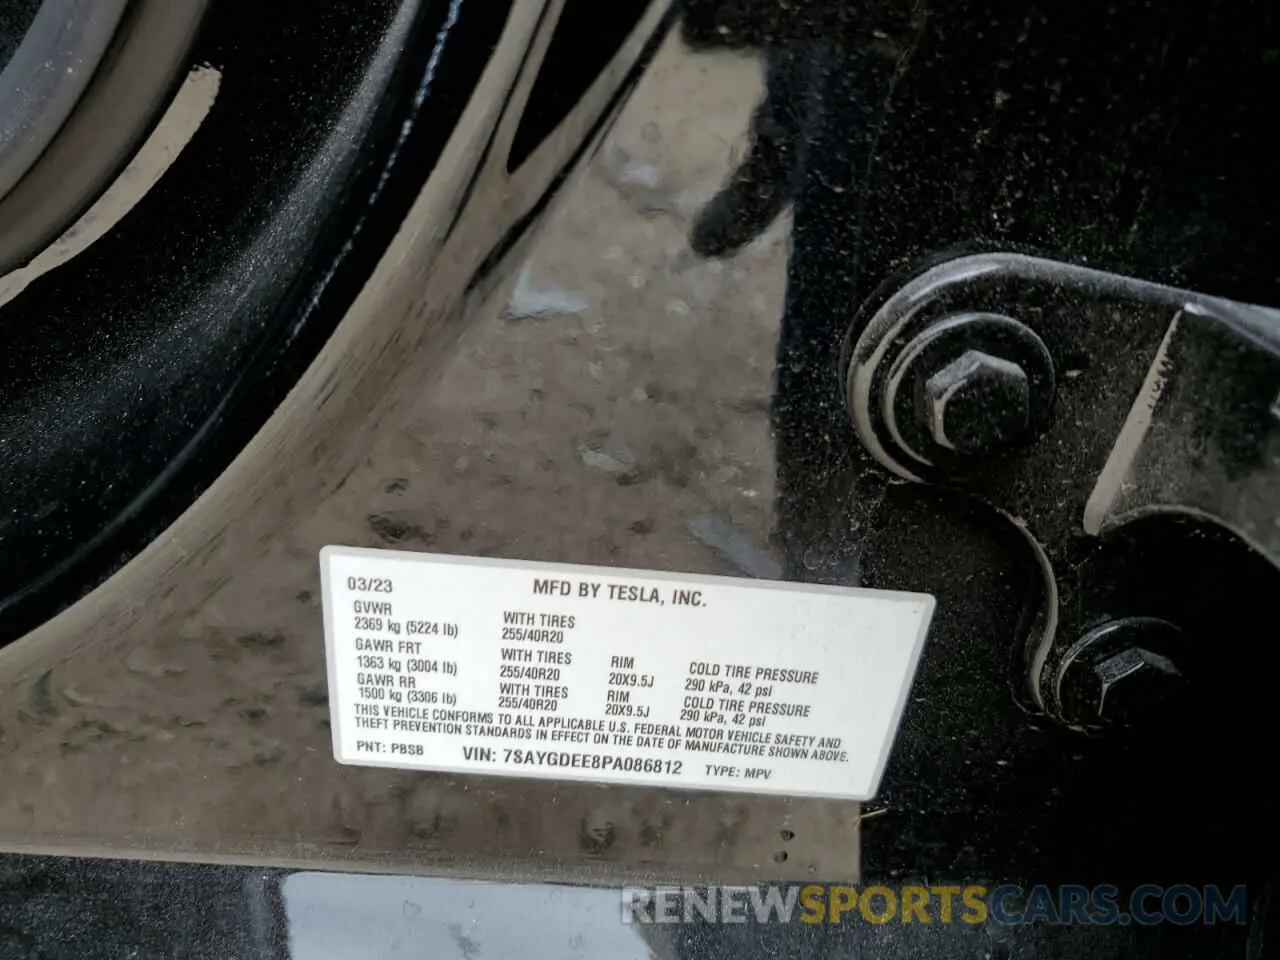 03/23 MFD BY TESLA, INC.
GVWR
2369 kg (5224 lb) WITH TIRES
255/40R20
GAWR FRT
1363 kg (3004 lb) WITH TIRES
255/40R20 RIM
20X9.5J COLD TIRE PRESSURE
290 kPa, 42 psi
GAWR RR
1500 kg (3306 lb) WITH TIRES
255/40R20 RIM
20X9.5J COLD TIRE PRESSURE
290 kPa, 42 psi
THIS VEHICLE CONFORMS TO ALL APPLICABLE U.S. FEDERAL MOTOR VEHICLE SAFETY AND
THEFT PREVENTION STANDARDS IN EFFECT ON THE DATE OF MANUFACTURE SHOWN ABOVE.
PNT: PBSB VIN: 7SAYGDEE8PA086812 TYPE: MPV
RENEWSPORTSCARS.COM